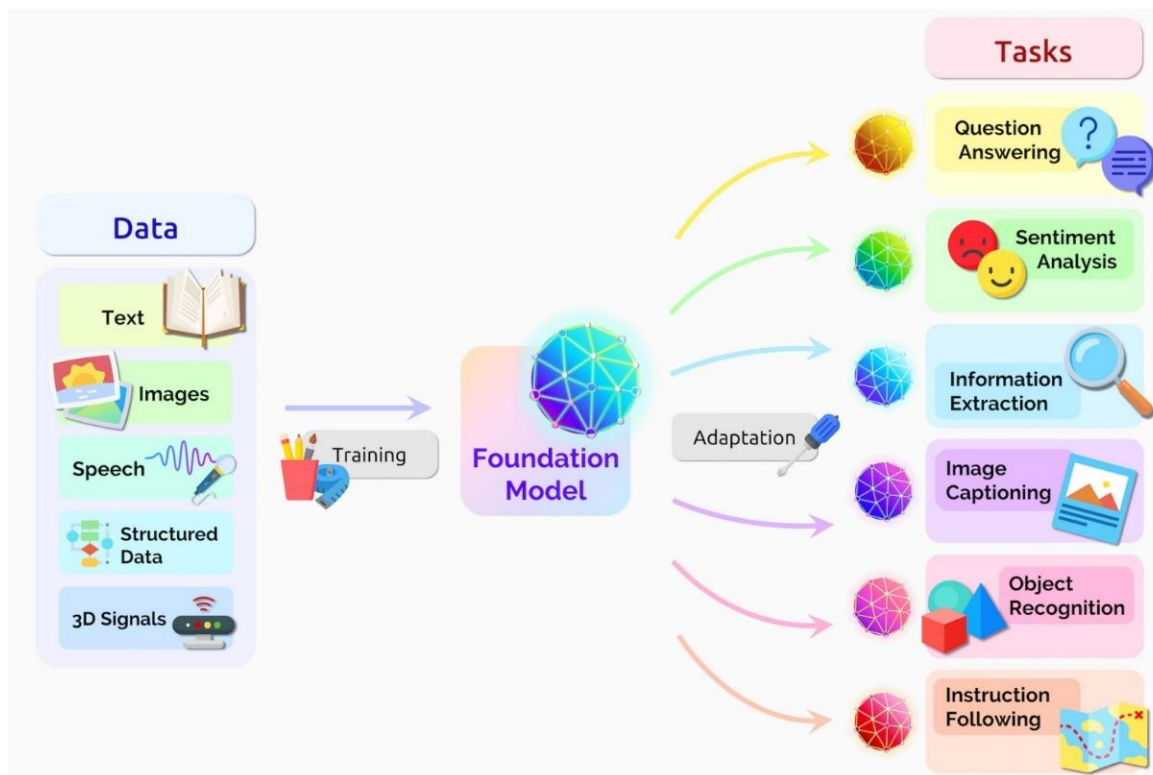 Data
Text
Images
Speech
Structured
Data
3D Signals
Training
Foundation
Model
Adaptation
Tasks
Question
Answering
Sentiment
Analysis
Information
Extraction
Image
Captioning
Object
Recognition
Instruction
Following